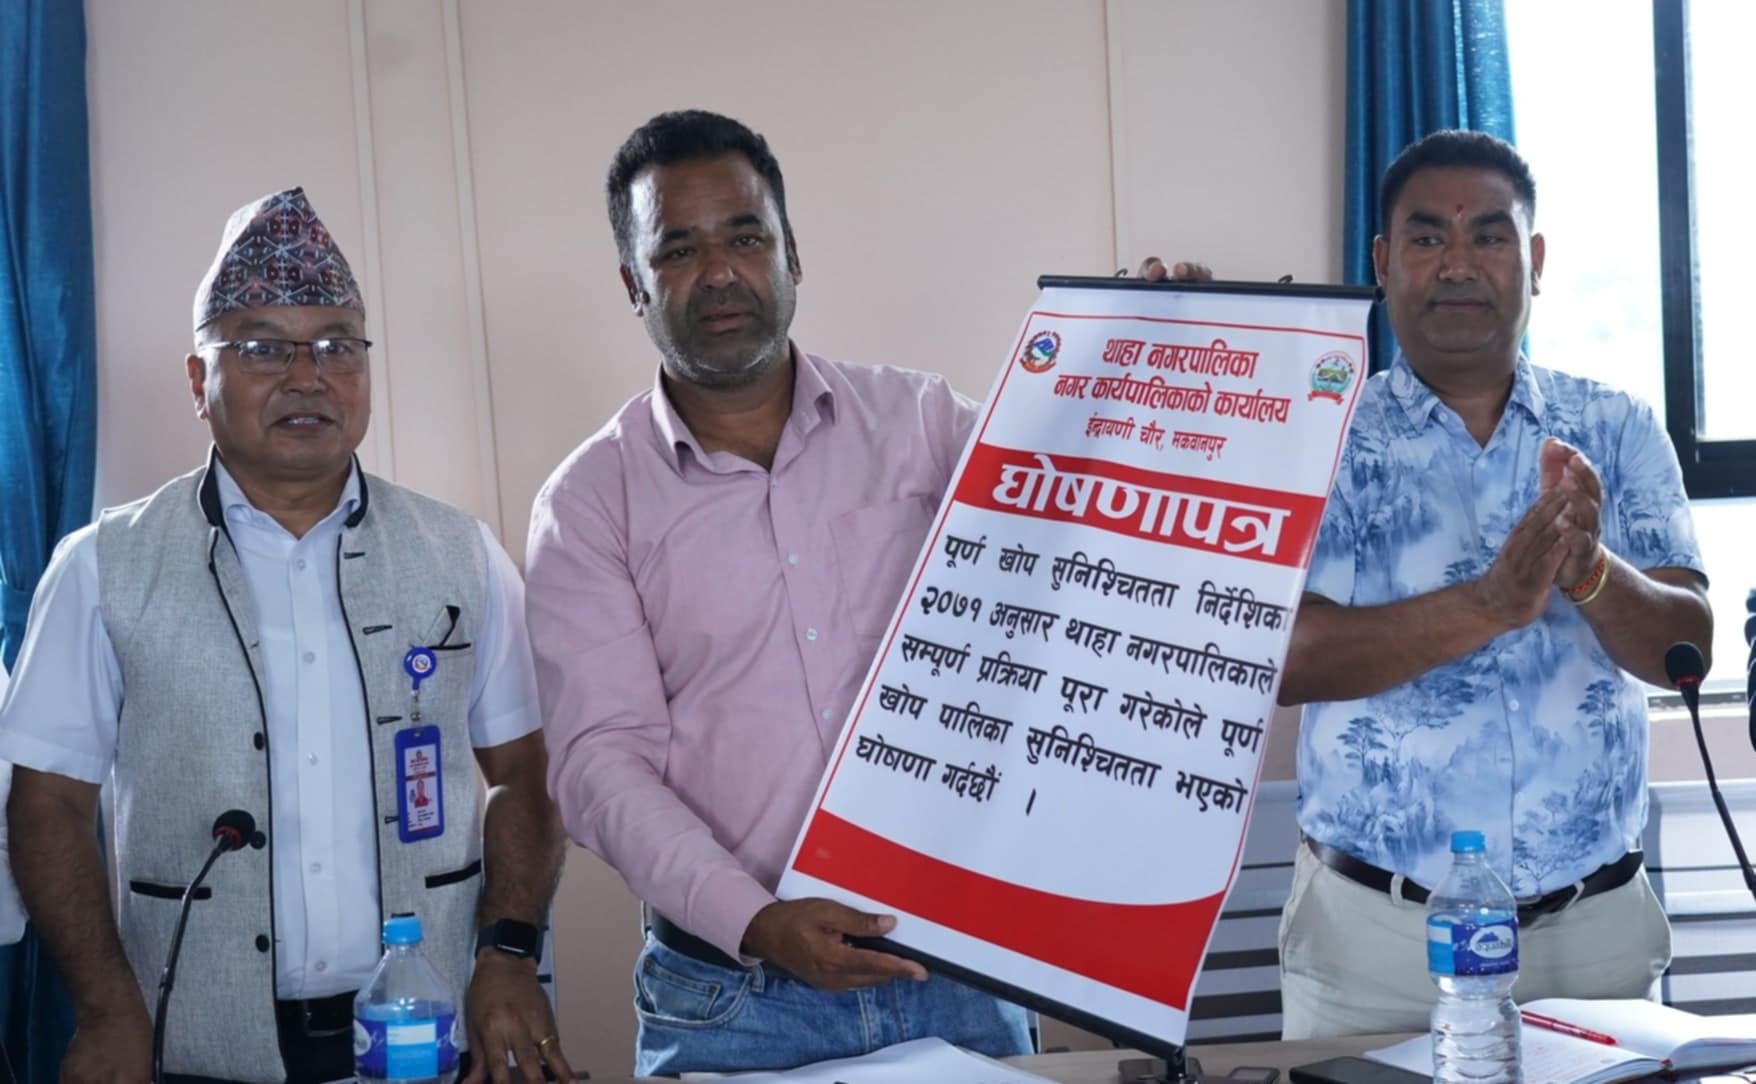 थाहा नगरपालिका
नगर कार्यपालिकाको कार्यालय
इंद्रायणी चौर, मकवानपुर
घोषणापत्र
पूर्ण खोप सुनिश्चितता निर्देशिका
२०७१ अनुसार थाहा नगरपालिकाले
सम्पूर्ण प्रक्रिया पूरा गरेकोले पूर्ण
खोप पालिका सुनिश्चितता भएको
घोषणा गर्दछौं ।